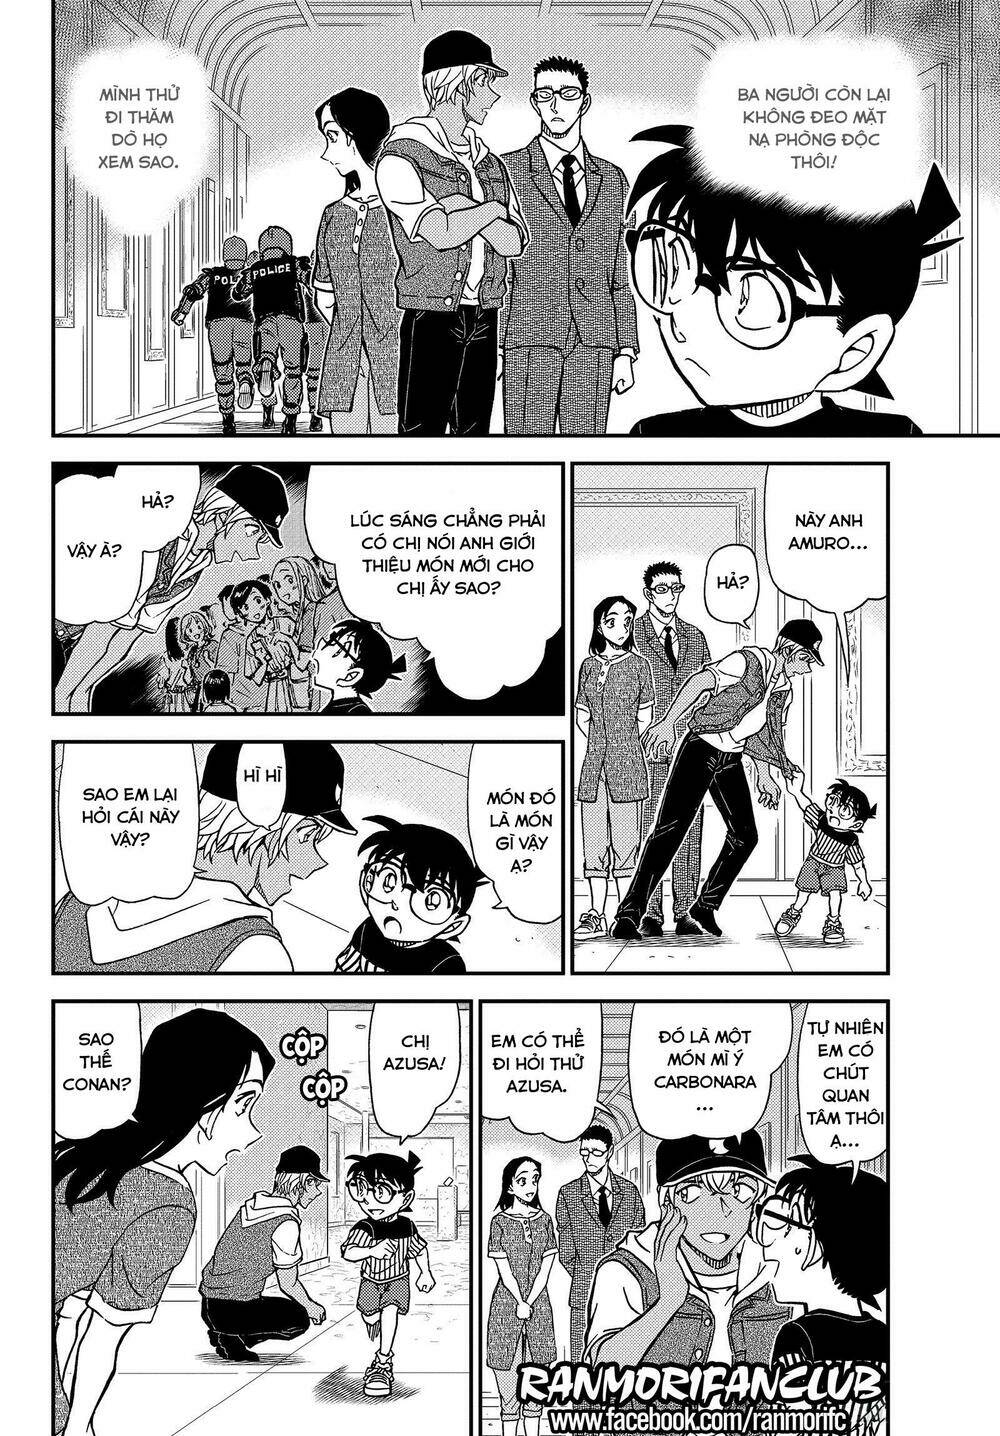 BA NGƯỜI CÒN LẠI
KHÔNG ĐEO MẶT
NẠ PHÒNG ĐỘC
THÔI!
MÌNH THỬ
ĐI THĂM
DÒ HỌ
XEM SAO.
POL
POLICE
NÀY ANH
AMURO...
HẢ?
LÚC SÁNG CHẲNG PHẢI
CÓ CHỊ NÓI ANH GIỚI
THIỆU MÓN MỚI CHO
CHỊ ẤY SAO?
HẢ?
VẬY À?
MÓN ĐÓ
LÀ MÓN
GÌ VẬY
Ạ?
HÌ HÌ
SAO EM LẠI
HỎI CÁI NÀY
VẬY?
TỰ NHIÊN
EM CÓ
CHÚT
QUAN
TÂM THÔI
Ạ...
ĐÓ LÀ MỘT
MÓN MÌ Ý
CARBONARA
...
EM CÓ THỂ
ĐI HỎI THỬ
AZUSA.
CHỊ
AZUSA!
CỘP
CỘP
SAO
THẾ
CONAN?
RANMORIFANCLUB
www.facebook.com/ranmorifc